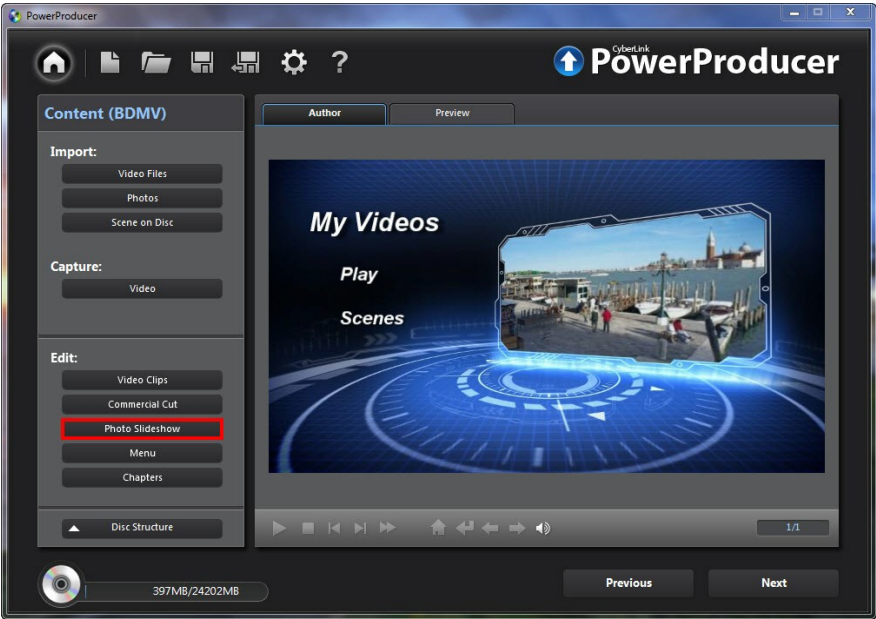 PowerProducer
?
CyberLink
PowerProducer
Content (BDMV)
Author
Preview
Import:
Video Files
Photos
Scene on Disc
Capture:
Video
Edit:
Video Clips
Commercial Cut
Photo Slideshow
Menu
Chapters
Disc Structure
My Videos
Play
Scenes
1/1
397MB/24202MB
Previous
Next